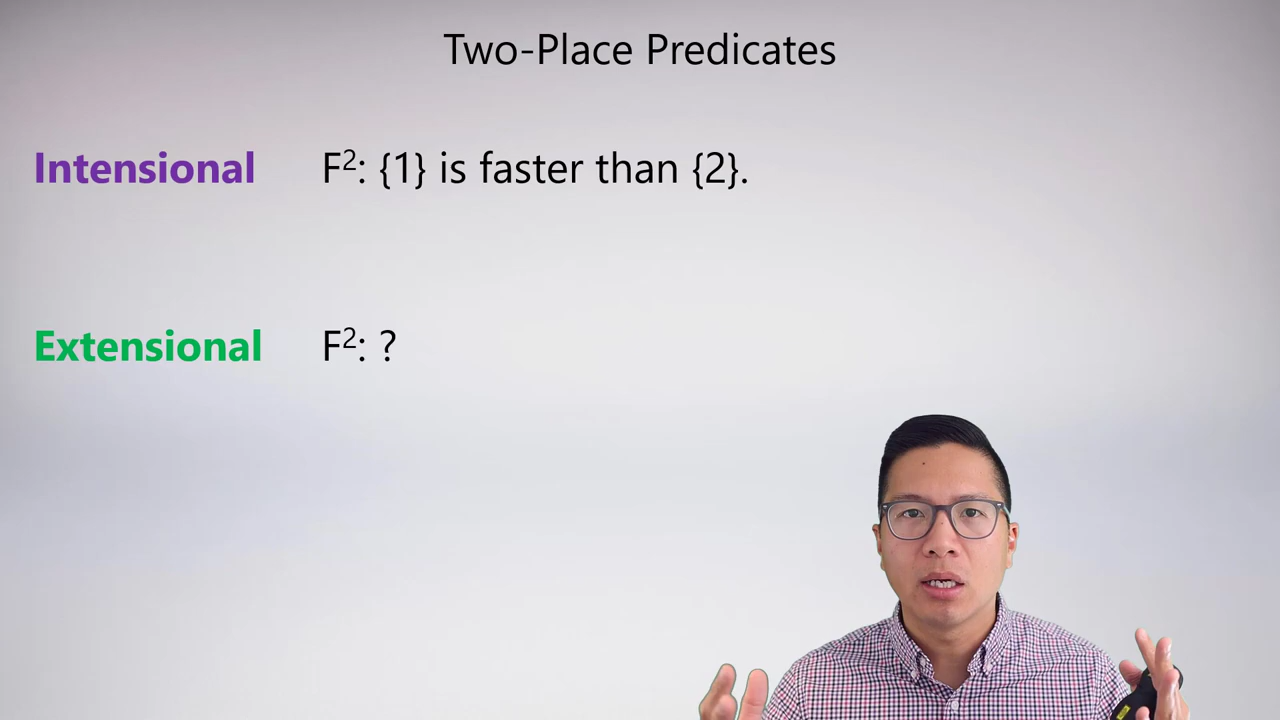 Two-Place Predicates
Intensional F²: {1} is faster than {2}.
Extensional F²: ?